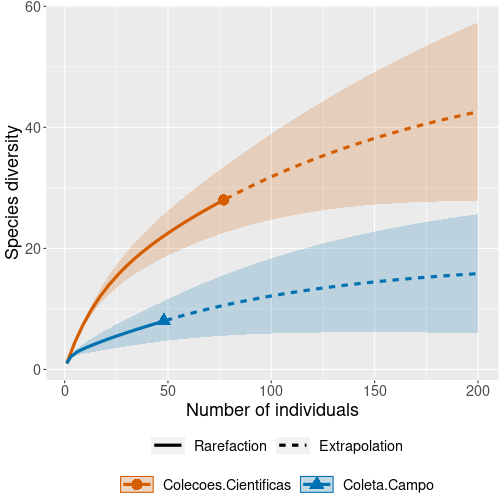 60
40
20
0
Species diversity
0 50 100 150 200
Number of individuals
Rarefaction Extrapolation
Colecoes.Cientificas Coleta.Campo